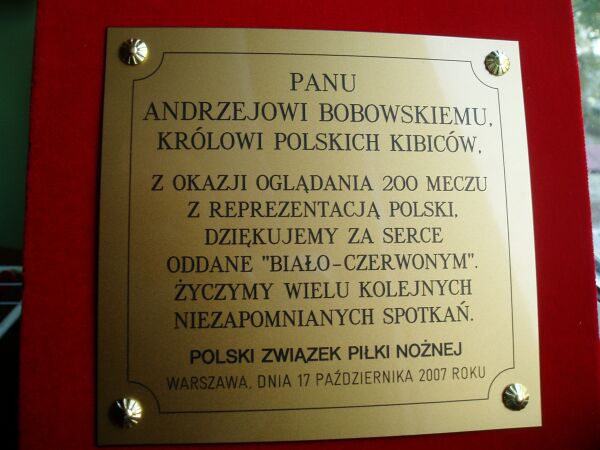 PANU
ANDRZEJOWI BOBOWSKIEMU,
KRÓLOWI POLSKICH KIBICÓW,
Z OKAZJI OGLĄDANIA 200 MECZU
Z REPREZENTACJĄ POLSKI,
DZIĘKUJEMY ZA SERCE
ODDANE "BIAŁO-CZERWONYM".
ŻYCZYMY WIELU KOLEJNYCH
NIEZAPOMNIANYCH SPOTKAŃ.
POLSKI ZWIĄZEK PIŁKI NOŻNEJ
WARSZAWA, DNIA 17 PAŹDZIERNIKA 2007 ROKU